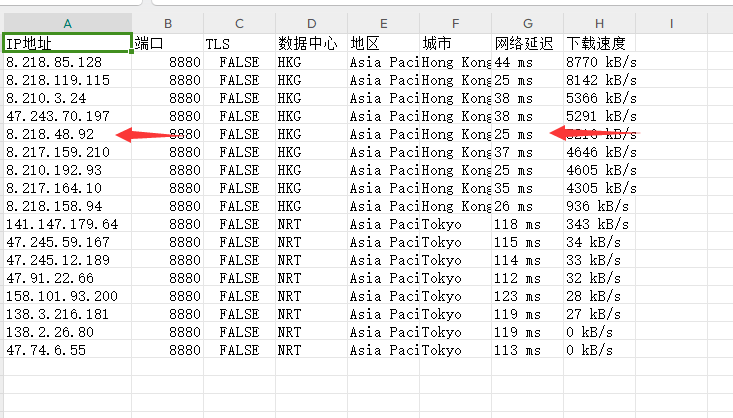 A B C D E F G H I J
IP地址 端口 TLS 数据中心 地区 城市 网络延迟 下载速度
8.218.85.128 8880 FALSE HKG Asia Paci Hong Kong 44 ms 8770 kB/s
8.218.119.115 8880 FALSE HKG Asia Paci Hong Kong 25 ms 8142 kB/s
8.210.3.24 8880 FALSE HKG Asia Paci Hong Kong 38 ms 5366 kB/s
47.243.70.197 8880 FALSE HKG Asia Paci Hong Kong 38 ms 5291 kB/s
8.218.48.92 8880 FALSE HKG Asia Paci Hong Kong 25 ms kB/s
8.217.159.210 8880 FALSE HKG Asia Paci Hong Kong 37 ms 4646 kB/s
8.210.192.93 8880 FALSE HKG Asia Paci Hong Kong 25 ms 4605 kB/s
8.217.164.10 8880 FALSE HKG Asia Paci Hong Kong 35 ms 4305 kB/s
8.218.158.94 8880 FALSE HKG Asia Paci Hong Kong 26 ms 936 kB/s
141.147.179.64 8880 FALSE NRT Asia Paci Tokyo 118 ms 343 kB/s
47.245.59.167 8880 FALSE NRT Asia Paci Tokyo 115 ms 34 kB/s
47.245.12.189 8880 FALSE NRT Asia Paci Tokyo 114 ms 33 kB/s
47.91.22.66 8880 FALSE NRT Asia Paci Tokyo 112 ms 32 kB/s
158.101.93.200 8880 FALSE NRT Asia Paci Tokyo 123 ms 28 kB/s
138.3.216.181 8880 FALSE NRT Asia Paci Tokyo 119 ms 27 kB/s
138.2.26.80 8880 FALSE NRT Asia Paci Tokyo 119 ms 0 kB/s
47.74.6.55 8880 FALSE NRT Asia Paci Tokyo 113 ms 0 kB/s